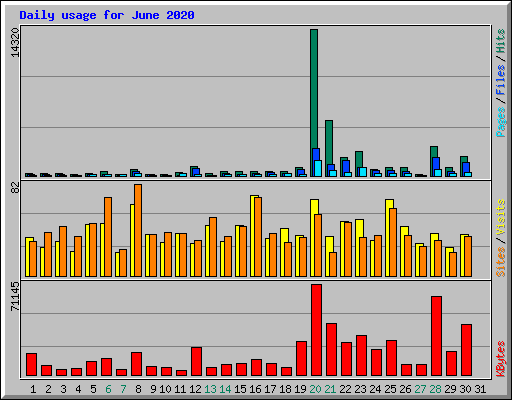 Daily usage for June 2020
14320
Pages/Files/Hits
82
Sites/Visits
71145
KBytes
1 2 3 4 5 6 7 8 9 10 11 12 13 14 15 16 17 18 19 20 21 22 23 24 25 26 27 28 29 30 31